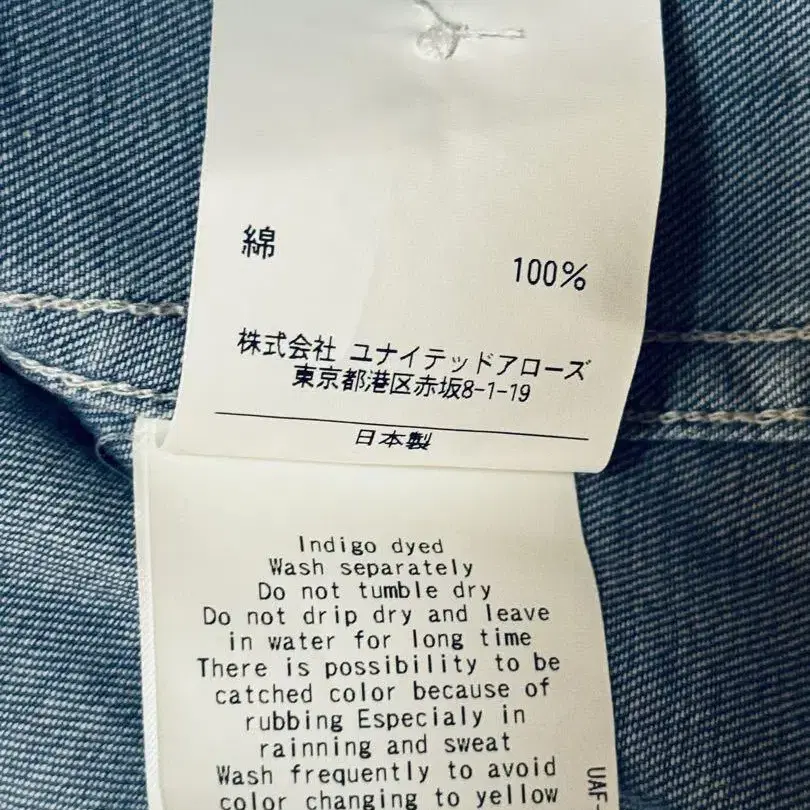 綿 100%
株式会社 ユナイテッドアローズ
東京都港区赤坂8-1-19
日本製
Indigo dyed
Wash separately
Do not tumble dry
Do not drip dry and leave
in water for long time
There is possibility to be
catched color because of
rubbing Especialy in
rainning and sweat
Wash frequently to avoid
color changing to yellow
UAF-